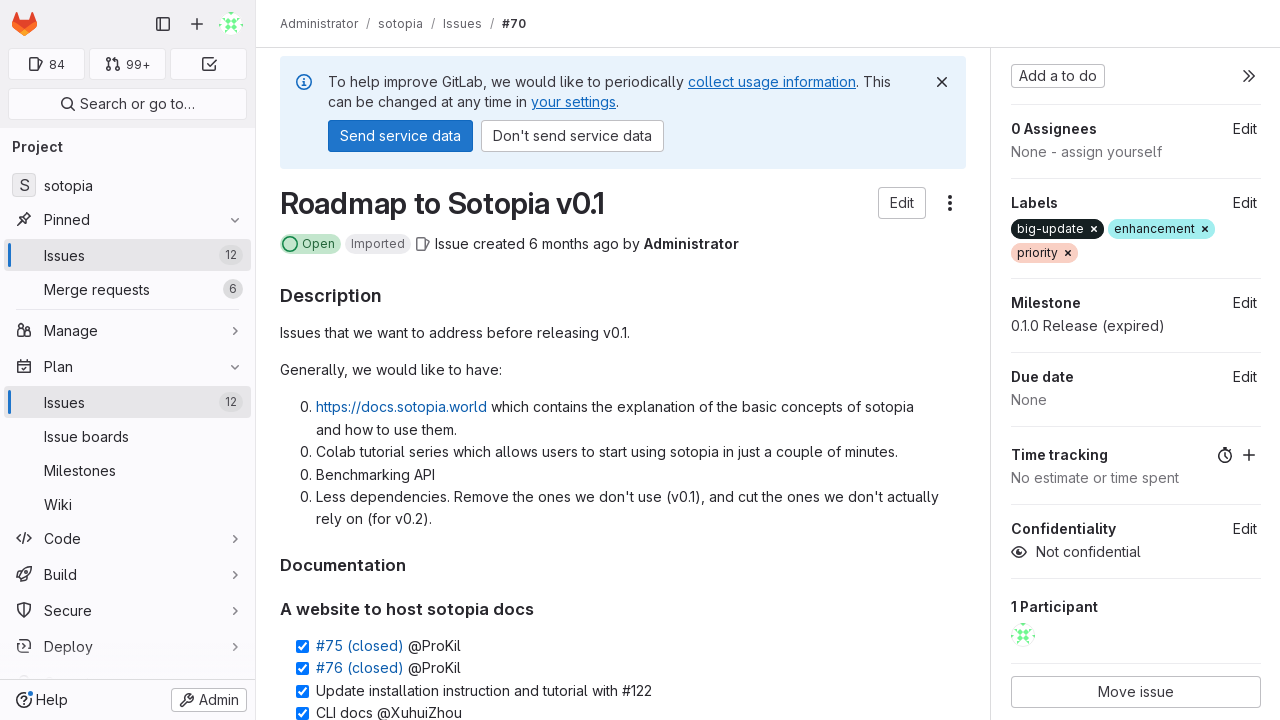 Administrator / sotopia / Issues / #70
84
99+
Search or go to…
Project
S sotopia
Pinned
Issues 12
Merge requests 6
Manage
Plan
Issues 12
Issue boards
Milestones
Wiki
Code
Build
Secure
Deploy
Help
Admin
To help improve GitLab, we would like to periodically collect usage information. This
can be changed at any time in your settings.
Send service data
Don't send service data
Roadmap to Sotopia v0.1
Edit
Open Imported Issue created 6 months ago by Administrator
Description
Issues that we want to address before releasing v0.1.
Generally, we would like to have:
0. https://docs.sotopia.world which contains the explanation of the basic concepts of sotopia
and how to use them.
0. Colab tutorial series which allows users to start using sotopia in just a couple of minutes.
0. Benchmarking API
0. Less dependencies. Remove the ones we don't use (v0.1), and cut the ones we don't actually
rely on (for v0.2).
Documentation
A website to host sotopia docs
#75 (closed) @ProKil
#76 (closed) @ProKil
Update installation instruction and tutorial with #122
CLI docs @XuhuiZhou
Add a to do
0 Assignees Edit
None - assign yourself
Labels Edit
big-update × enhancement ×
priority ×
Milestone Edit
0.1.0 Release (expired)
Due date Edit
None
Time tracking
No estimate or time spent
Confidentiality Edit
Not confidential
1 Participant
Move issue